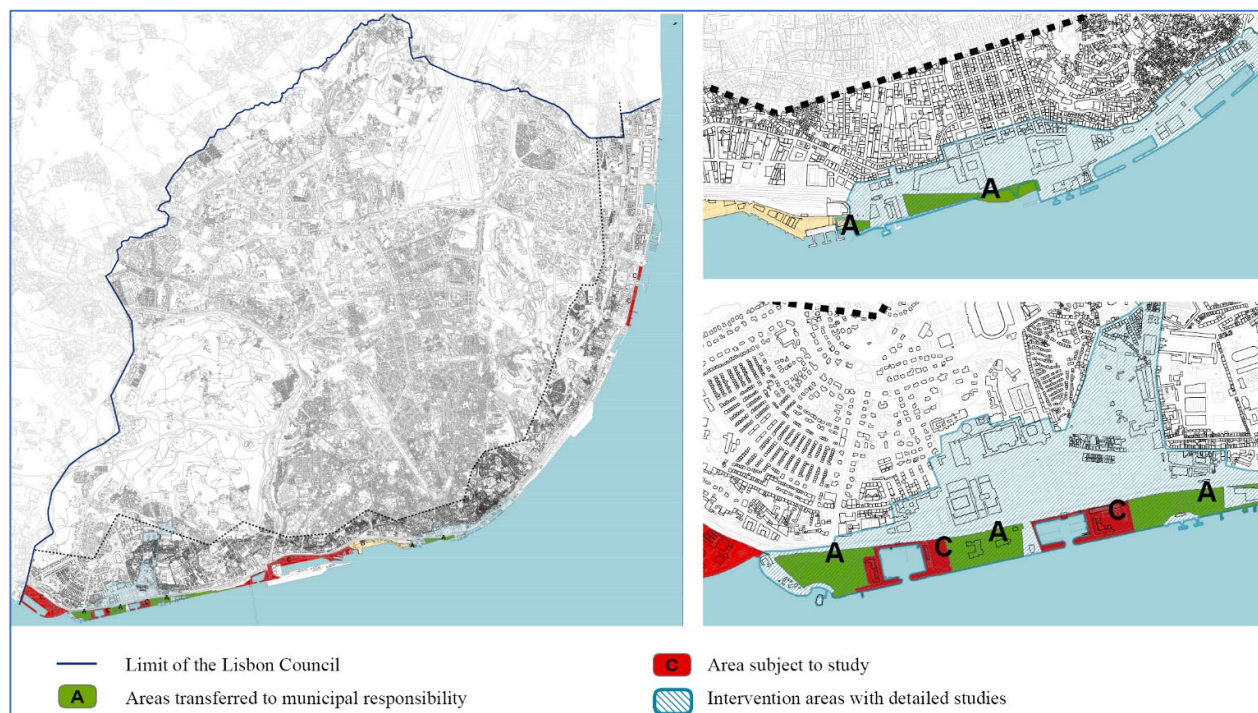 A
A
A
C
A
C
A
Limit of the Lisbon Council
C Area subject to study
A Areas transferred to municipal responsibility
Intervention areas with detailed studies